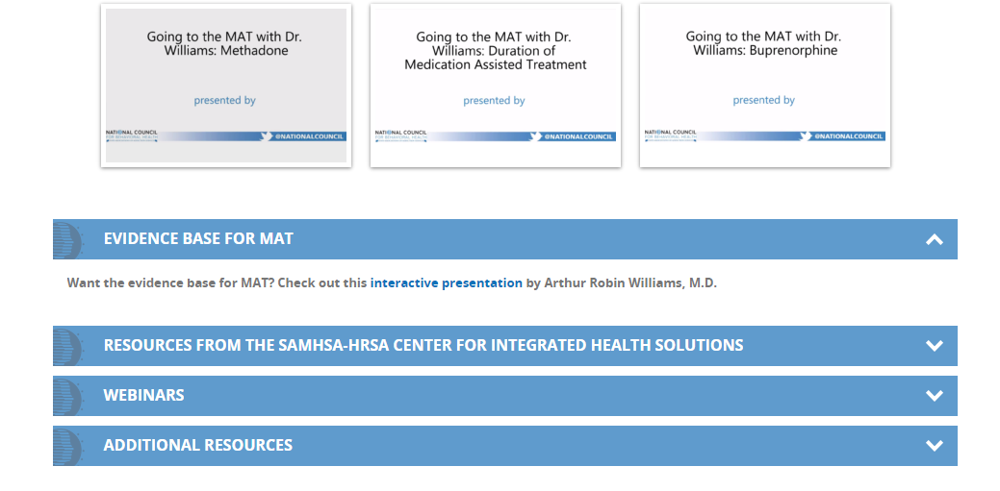 Going to the MAT with Dr.
Williams: Methadone
presented by
NATIONAL COUNCIL
FOR BEHAVIORAL HEALTH
@NATIONALCOUNCIL
Going to the MAT with Dr.
Williams: Duration of
Medication Assisted Treatment
presented by
NATIONAL COUNCIL
FOR BEHAVIORAL HEALTH
@NATIONALCOUNCIL
Going to the MAT with Dr.
Williams: Buprenorphine
presented by
NATIONAL COUNCIL
FOR BEHAVIORAL HEALTH
@NATIONALCOUNCIL
EVIDENCE BASE FOR MAT
Want the evidence base for MAT? Check out this interactive presentation by Arthur Robin Williams, M.D.
RESOURCES FROM THE SAMHSA-HRSA CENTER FOR INTEGRATED HEALTH SOLUTIONS
WEBINARS
ADDITIONAL RESOURCES